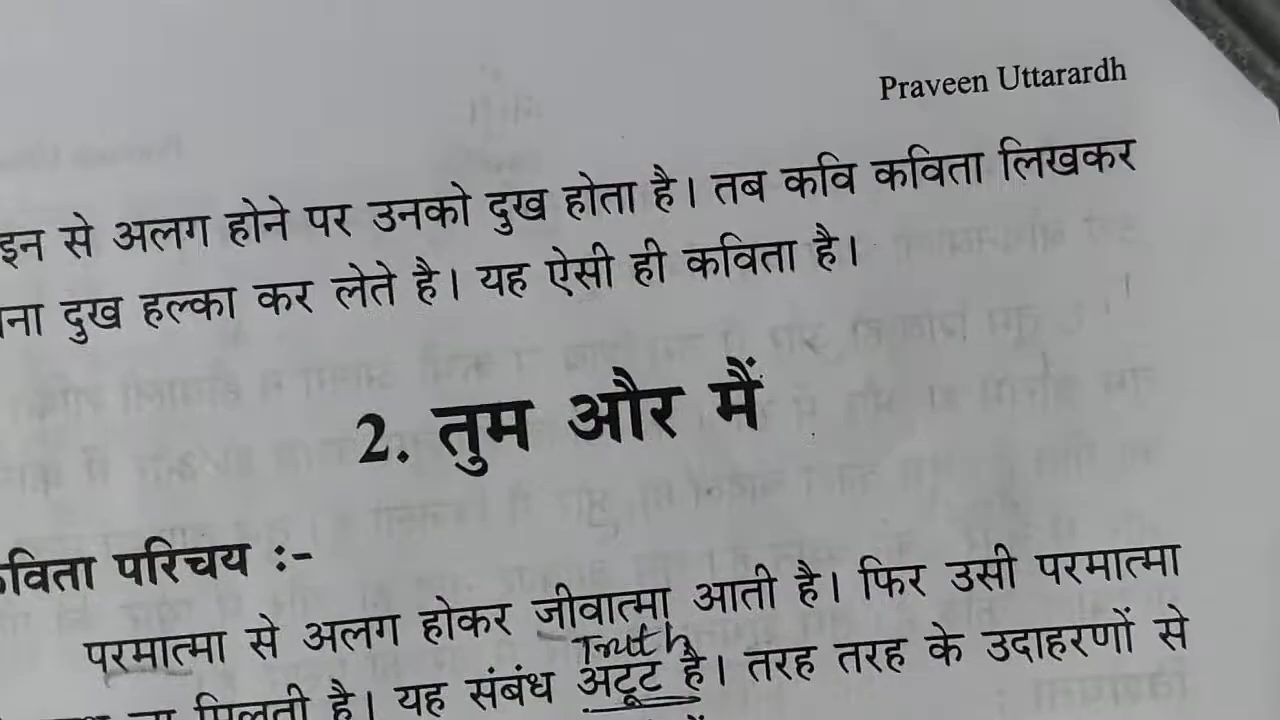 Praveen Uttarardh
इन से अलग होने पर उनको दुख होता है। तब कवि कविता लिखकर
ना दुख हल्का कर लेते है। यह ऐसी ही कविता है।
2. तुम और मैं
कविता परिचय :-
परमात्मा से अलग होकर जीवात्मा आती है। फिर उसी परमात्मा
Truth
मिलती है। यह संबंध अटूट है। तरह तरह के उदाहरणों से